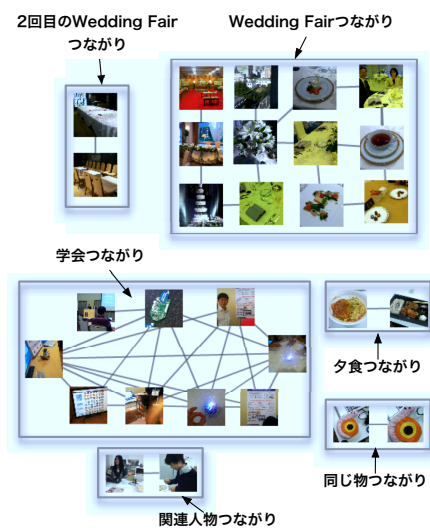 2回目のWedding Fair
つながり
Wedding Fairつながり
学会つながり
夕食つながり
同じ物つながり
関連人物つながり